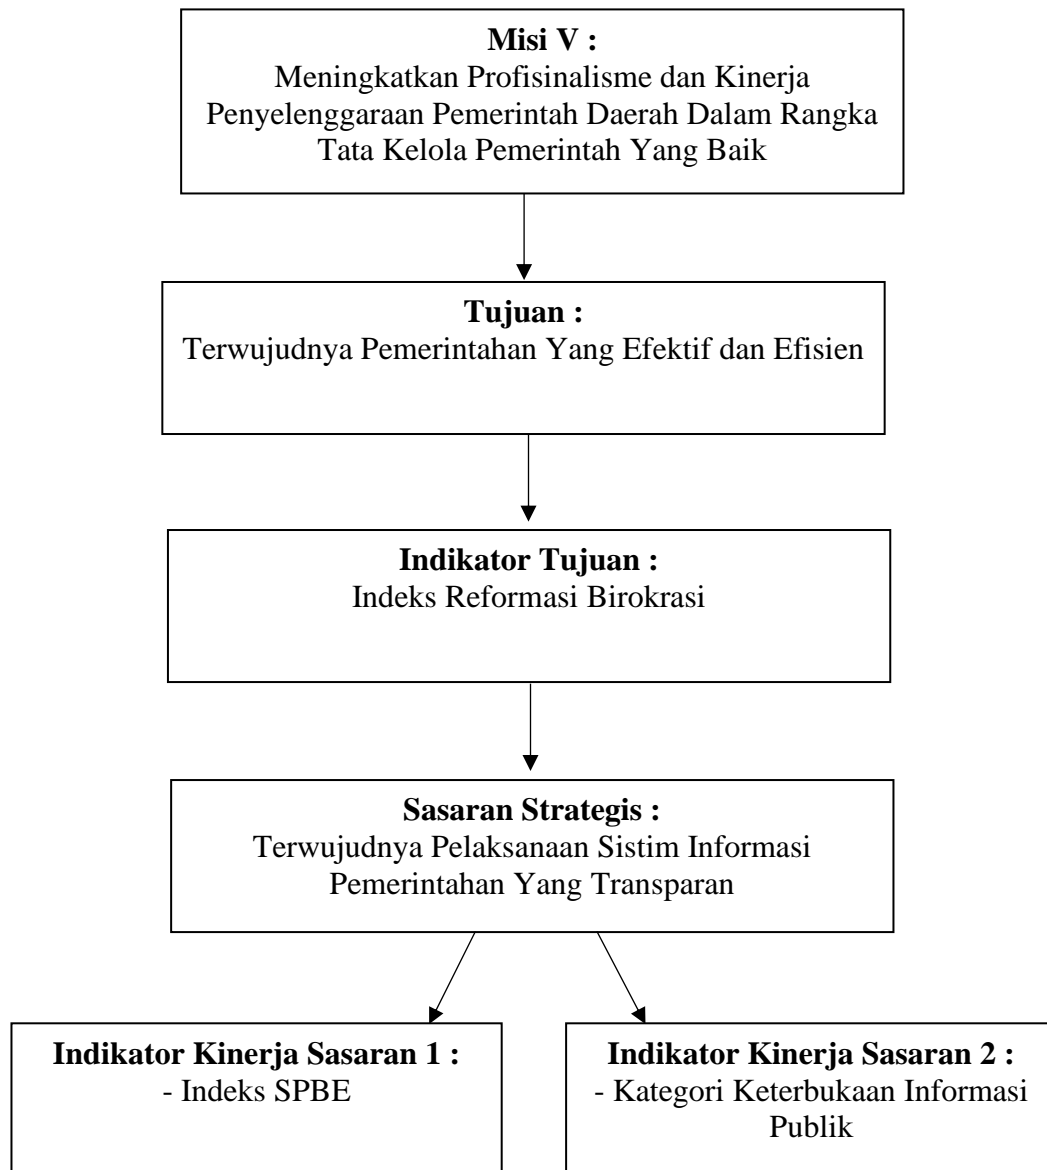 Misi V :
Meningkatkan Profisinalisme dan Kinerja
Penyelenggaraan Pemerintah Daerah Dalam Rangka
Tata Kelola Pemerintah Yang Baik
Tujuan :
Terwujudnya Pemerintahan Yang Efektif dan Efisien
Indikator Tujuan :
Indeks Reformasi Birokrasi
Sasaran Strategis :
Terwujudnya Pelaksanaan Sistim Informasi
Pemerintahan Yang Transparan
Indikator Kinerja Sasaran 1 :
- Indeks SPBE
Indikator Kinerja Sasaran 2 :
- Kategori Keterbukaan Informasi
Publik